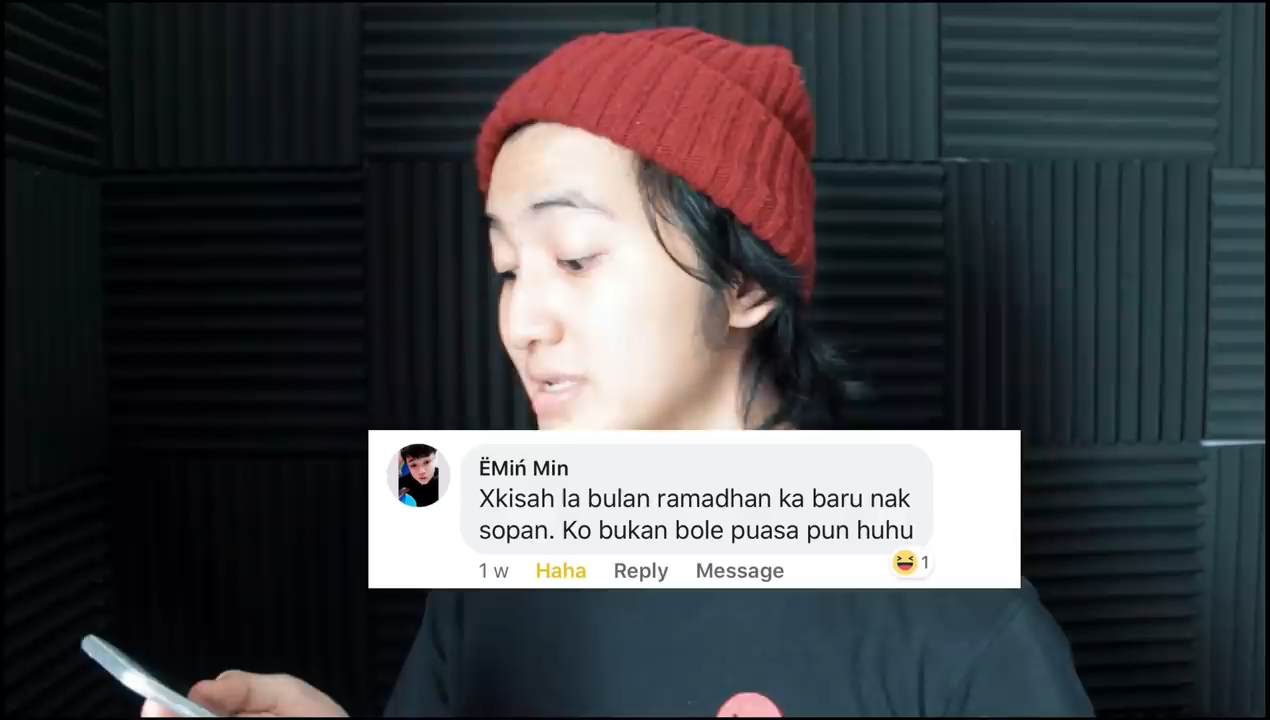 ËMiń Min
Xkisah la bulan ramadhan ka baru nak
sopan. Ko bukan bole puasa pun huhu
1 w Haha Reply Message
1